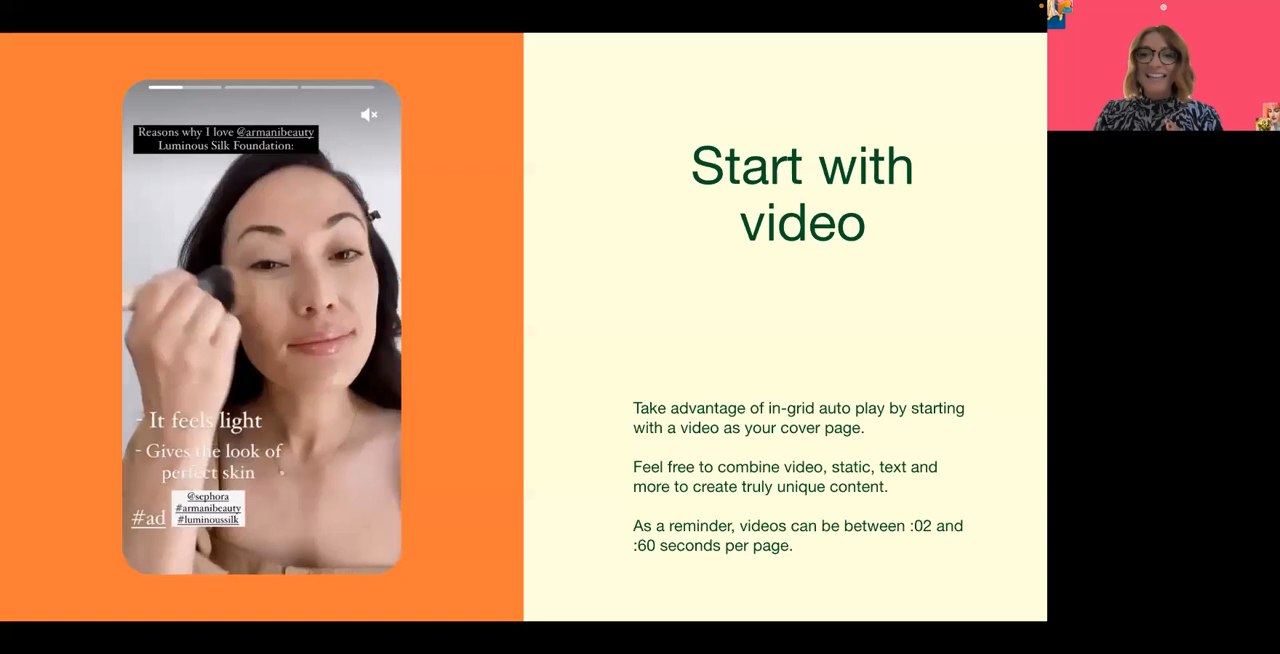 Reasons why I love @armanibeauty
Luminous Silk Foundation:
- It feels light
- Gives the look of
perfect skin
@sephora
#armanibeauty
#luminoussilk
#ad
Start with
video
Take advantage of in-grid auto play by starting
with a video as your cover page.
Feel free to combine video, static, text and
more to create truly unique content.
As a reminder, videos can be between :02 and
:60 seconds per page.